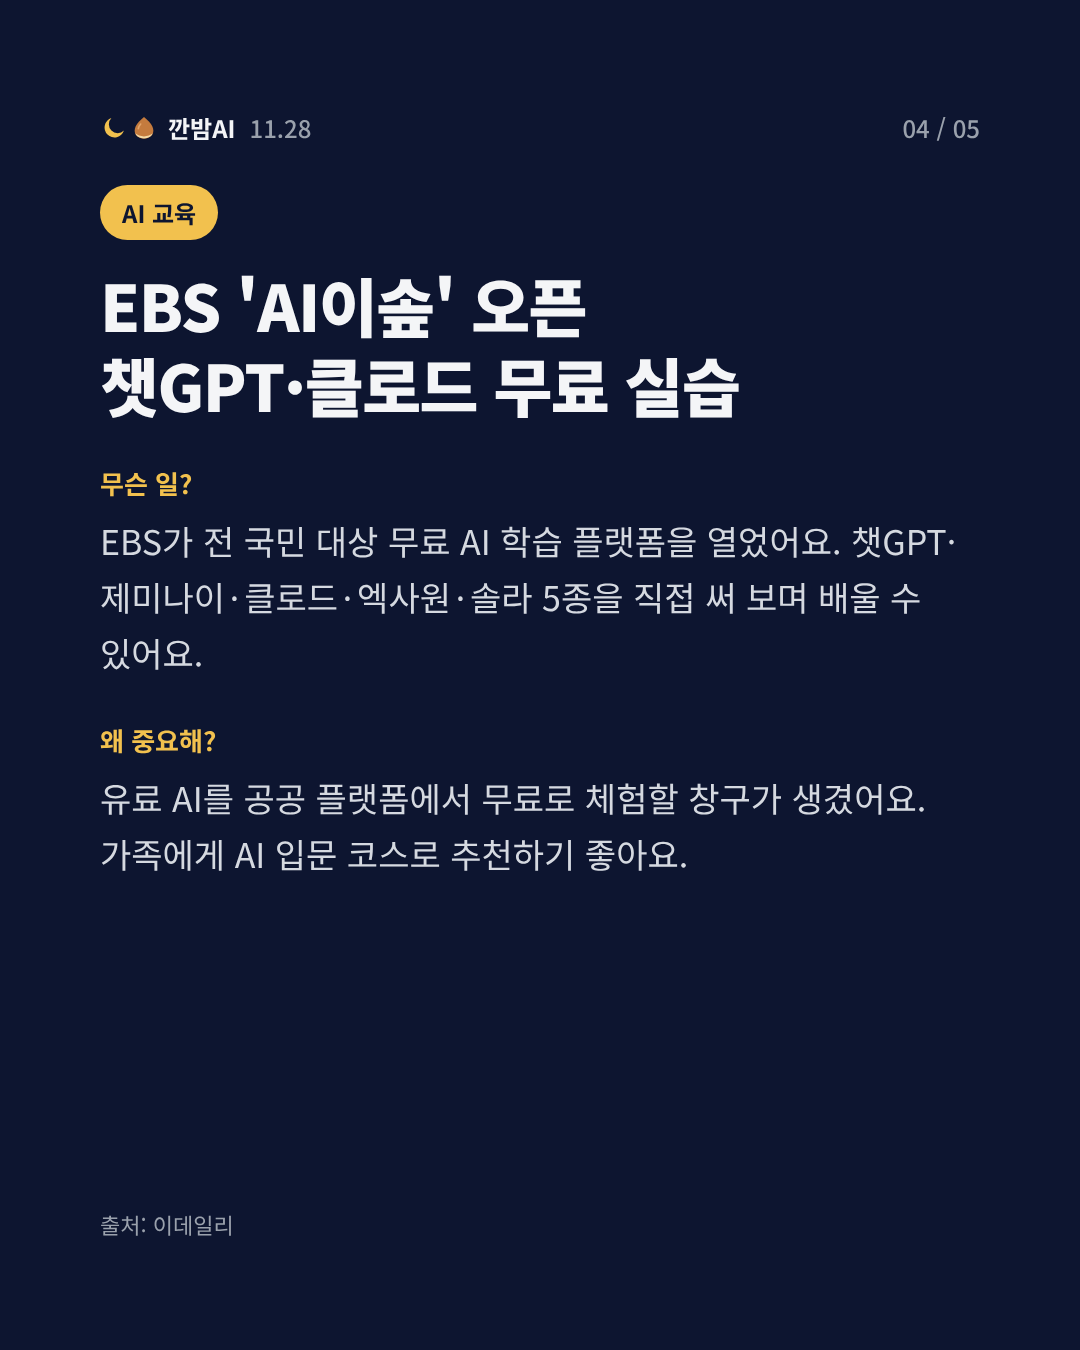 깐밤AI 11.28
04 / 05
AI 교육
EBS 'AI이숲' 오픈
챗GPT·클로드 무료 실습
무슨 일?
EBS가 전 국민 대상 무료 AI 학습 플랫폼을 열었어요. 챗GPT·
제미나이·클로드·엑사원·솔라 5종을 직접 써 보며 배울 수
있어요.
왜 중요해?
유료 AI를 공공 플랫폼에서 무료로 체험할 창구가 생겼어요.
가족에게 AI 입문 코스로 추천하기 좋아요.
출처: 이데일리